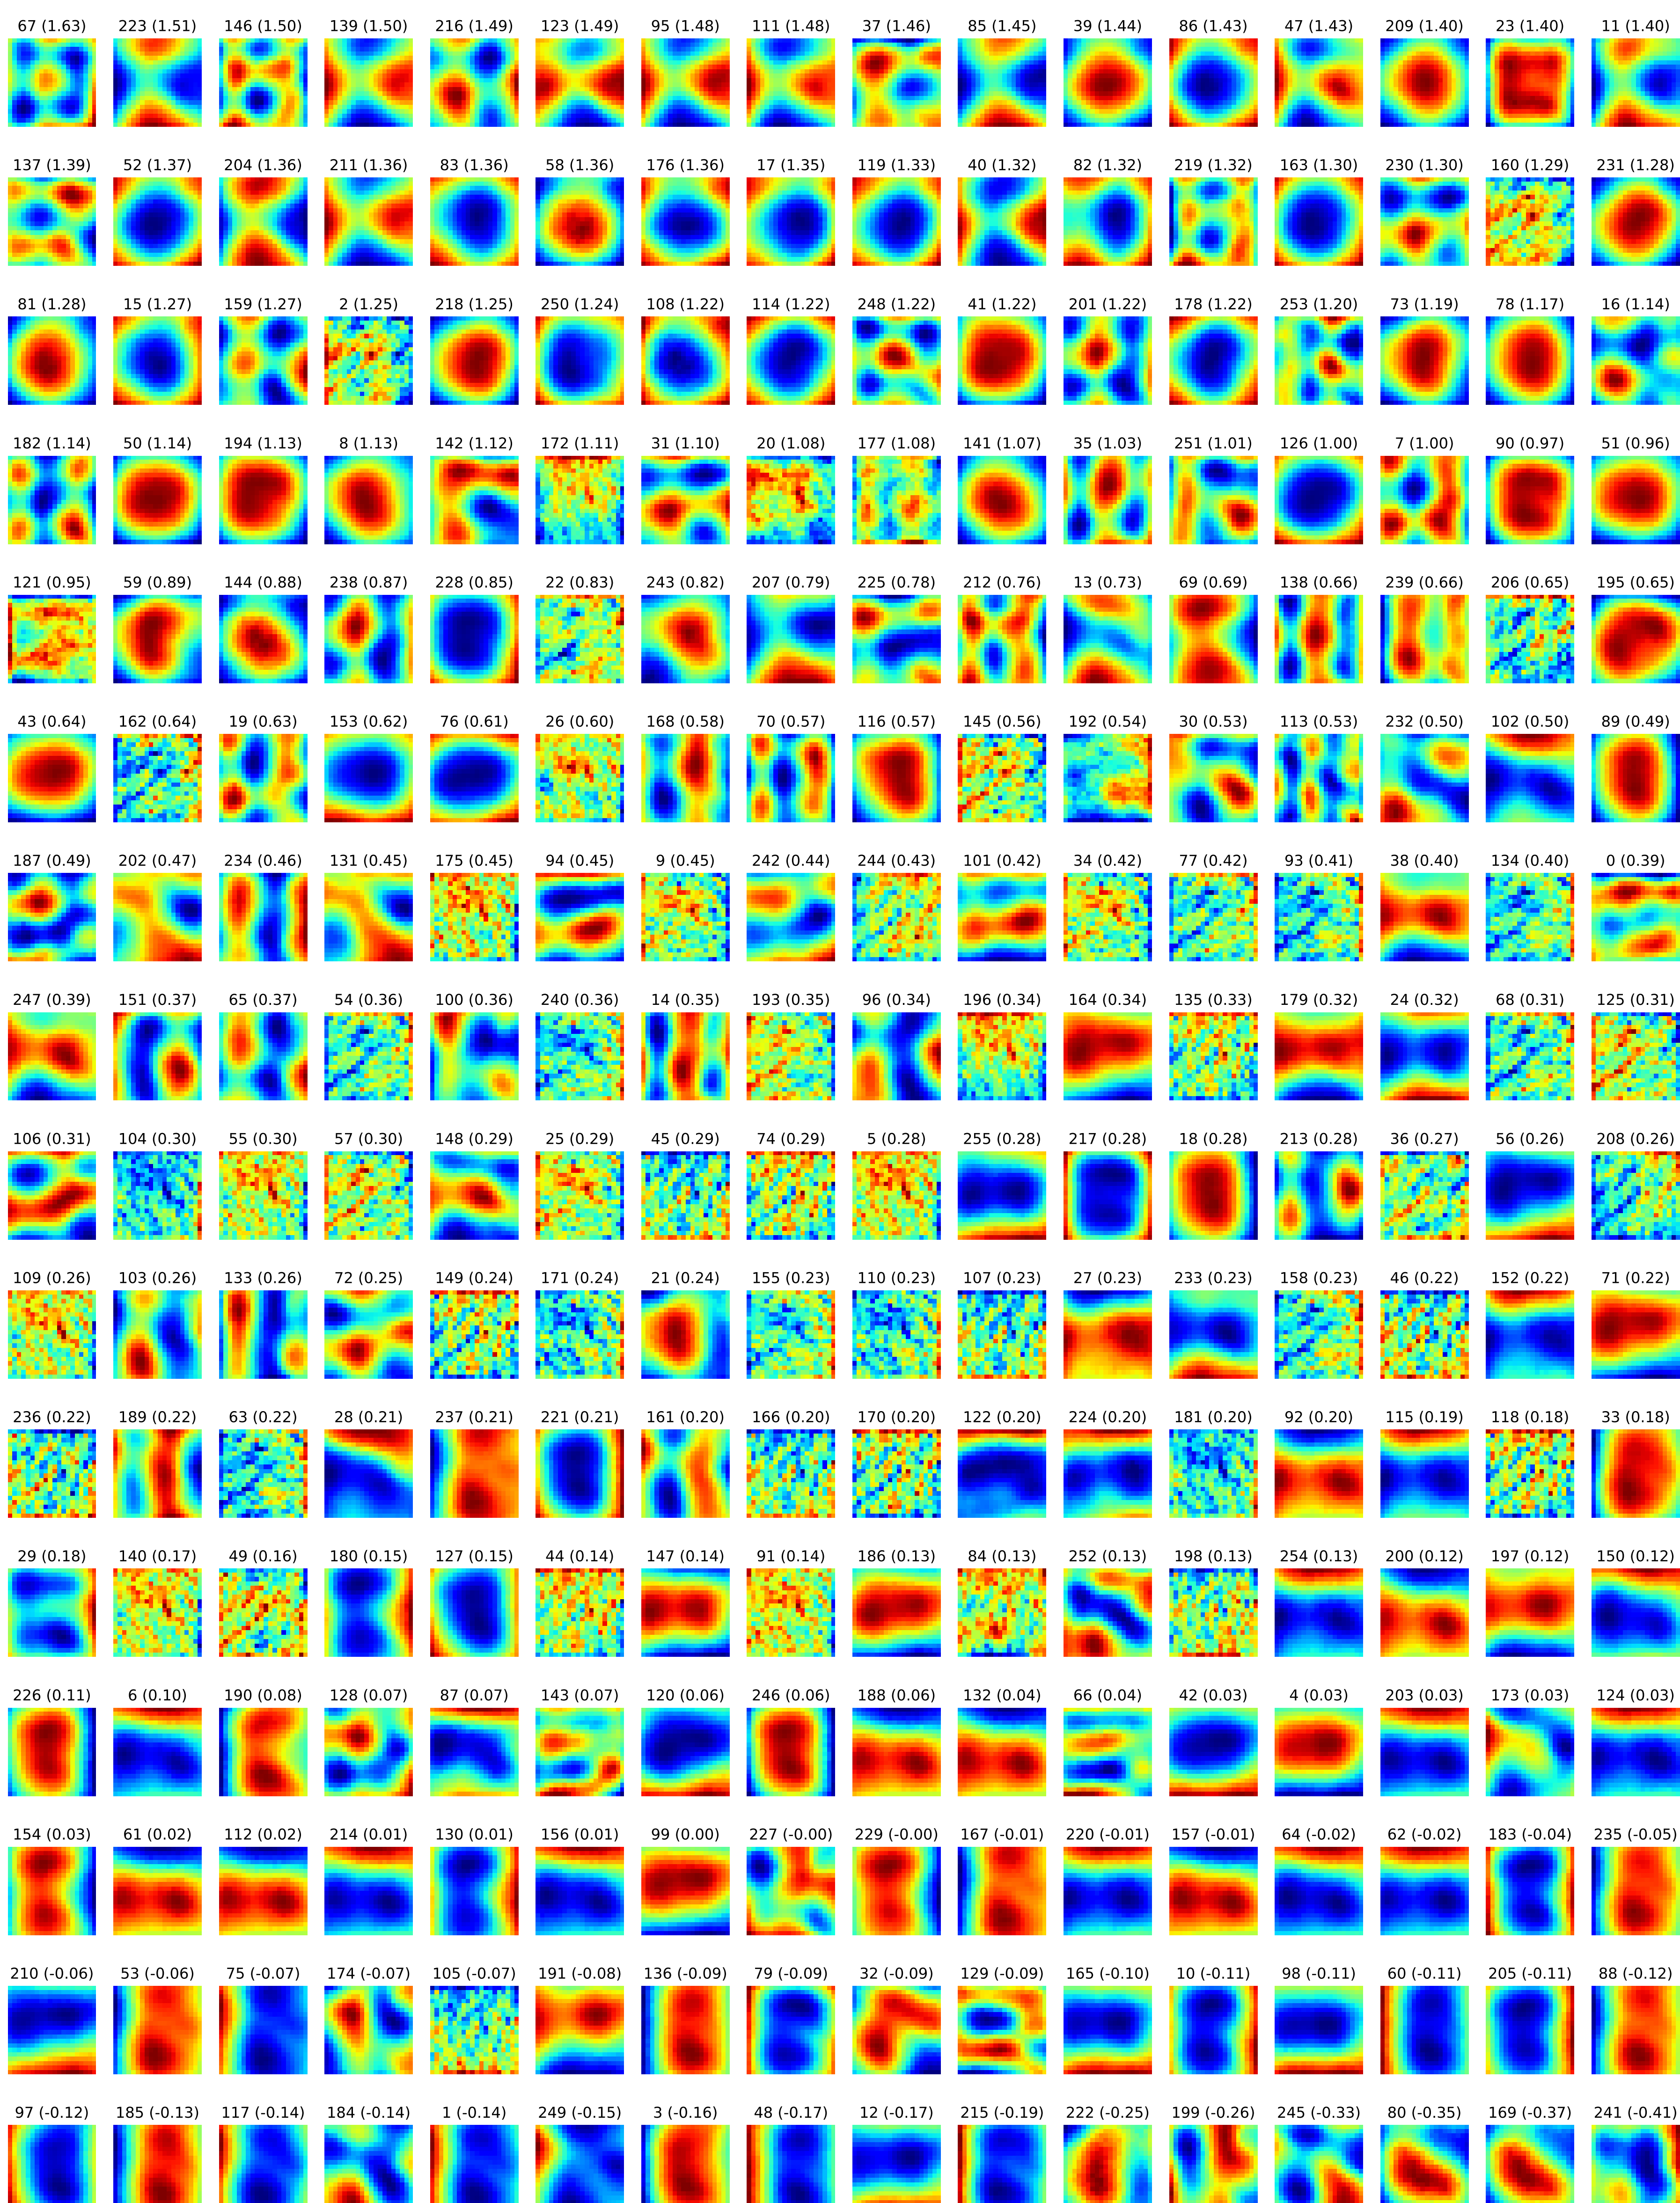 67 (1.63) 223 (1.51) 146 (1.50) 139 (1.50) 216 (1.49) 123 (1.49) 95 (1.48) 111 (1.48) 37 (1.46) 85 (1.45) 39 (1.44) 86 (1.43) 47 (1.43) 209 (1.40) 23 (1.40) 11 (1.40)
137 (1.39) 52 (1.37) 204 (1.36) 211 (1.36) 83 (1.36) 58 (1.36) 176 (1.36) 17 (1.35) 119 (1.33) 40 (1.32) 82 (1.32) 219 (1.32) 163 (1.30) 230 (1.30) 160 (1.29) 231 (1.28)
81 (1.28) 15 (1.27) 159 (1.27) 2 (1.25) 218 (1.25) 250 (1.24) 108 (1.22) 114 (1.22) 248 (1.22) 41 (1.22) 201 (1.22) 178 (1.22) 253 (1.20) 73 (1.19) 78 (1.17) 16 (1.14)
182 (1.14) 50 (1.14) 194 (1.13) 8 (1.13) 142 (1.12) 172 (1.11) 31 (1.10) 20 (1.08) 177 (1.08) 141 (1.07) 35 (1.03) 251 (1.01) 126 (1.00) 7 (1.00) 90 (0.97) 51 (0.96)
121 (0.95) 59 (0.89) 144 (0.88) 238 (0.87) 228 (0.85) 22 (0.83) 243 (0.82) 207 (0.79) 225 (0.78) 212 (0.76) 13 (0.73) 69 (0.69) 138 (0.66) 239 (0.66) 206 (0.65) 195 (0.65)
43 (0.64) 162 (0.64) 19 (0.63) 153 (0.62) 76 (0.61) 26 (0.60) 168 (0.58) 70 (0.57) 116 (0.57) 145 (0.56) 192 (0.54) 30 (0.53) 113 (0.53) 232 (0.50) 102 (0.50) 89 (0.49)
187 (0.49) 202 (0.47) 234 (0.46) 131 (0.45) 175 (0.45) 94 (0.45) 9 (0.45) 242 (0.44) 244 (0.43) 101 (0.42) 34 (0.42) 77 (0.42) 93 (0.41) 38 (0.40) 134 (0.40) 0 (0.39)
247 (0.39) 151 (0.37) 65 (0.37) 54 (0.36) 100 (0.36) 240 (0.36) 14 (0.35) 193 (0.35) 96 (0.34) 196 (0.34) 164 (0.34) 135 (0.33) 179 (0.32) 24 (0.32) 68 (0.31) 125 (0.31)
106 (0.31) 104 (0.30) 55 (0.30) 57 (0.30) 148 (0.29) 25 (0.29) 45 (0.29) 74 (0.29) 5 (0.28) 255 (0.28) 217 (0.28) 18 (0.28) 213 (0.28) 36 (0.27) 56 (0.26) 208 (0.26)
109 (0.26) 103 (0.26) 133 (0.26) 72 (0.25) 149 (0.24) 171 (0.24) 21 (0.24) 155 (0.23) 110 (0.23) 107 (0.23) 27 (0.23) 233 (0.23) 158 (0.23) 46 (0.22) 152 (0.22) 71 (0.22)
236 (0.22) 189 (0.22) 63 (0.22) 28 (0.21) 237 (0.21) 221 (0.21) 161 (0.20) 166 (0.20) 170 (0.20) 122 (0.20) 224 (0.20) 181 (0.20) 92 (0.20) 115 (0.19) 118 (0.18) 33 (0.18)
29 (0.18) 140 (0.17) 49 (0.16) 180 (0.15) 127 (0.15) 44 (0.14) 147 (0.14) 91 (0.14) 186 (0.13) 84 (0.13) 252 (0.13) 198 (0.13) 254 (0.13) 200 (0.12) 197 (0.12) 150 (0.12)
226 (0.11) 6 (0.10) 190 (0.08) 128 (0.07) 87 (0.07) 143 (0.07) 120 (0.06) 246 (0.06) 188 (0.06) 132 (0.04) 66 (0.04) 42 (0.03) 4 (0.03) 203 (0.03) 173 (0.03) 124 (0.03)
154 (0.03) 61 (0.02) 112 (0.02) 214 (0.01) 130 (0.01) 156 (0.01) 99 (0.00) 227 (-0.00) 229 (-0.00) 167 (-0.01) 220 (-0.01) 157 (-0.01) 64 (-0.02) 62 (-0.02) 183 (-0.04) 235 (-0.05)
210 (-0.06) 53 (-0.06) 75 (-0.07) 174 (-0.07) 105 (-0.07) 191 (-0.08) 136 (-0.09) 79 (-0.09) 32 (-0.09) 129 (-0.09) 165 (-0.10) 10 (-0.11) 98 (-0.11) 60 (-0.11) 205 (-0.11) 88 (-0.12)
97 (-0.12) 185 (-0.13) 117 (-0.14) 184 (-0.14) 1 (-0.14) 249 (-0.15) 3 (-0.16) 48 (-0.17) 12 (-0.17) 215 (-0.19) 222 (-0.25) 199 (-0.26) 245 (-0.33) 80 (-0.35) 169 (-0.37) 241 (-0.41)